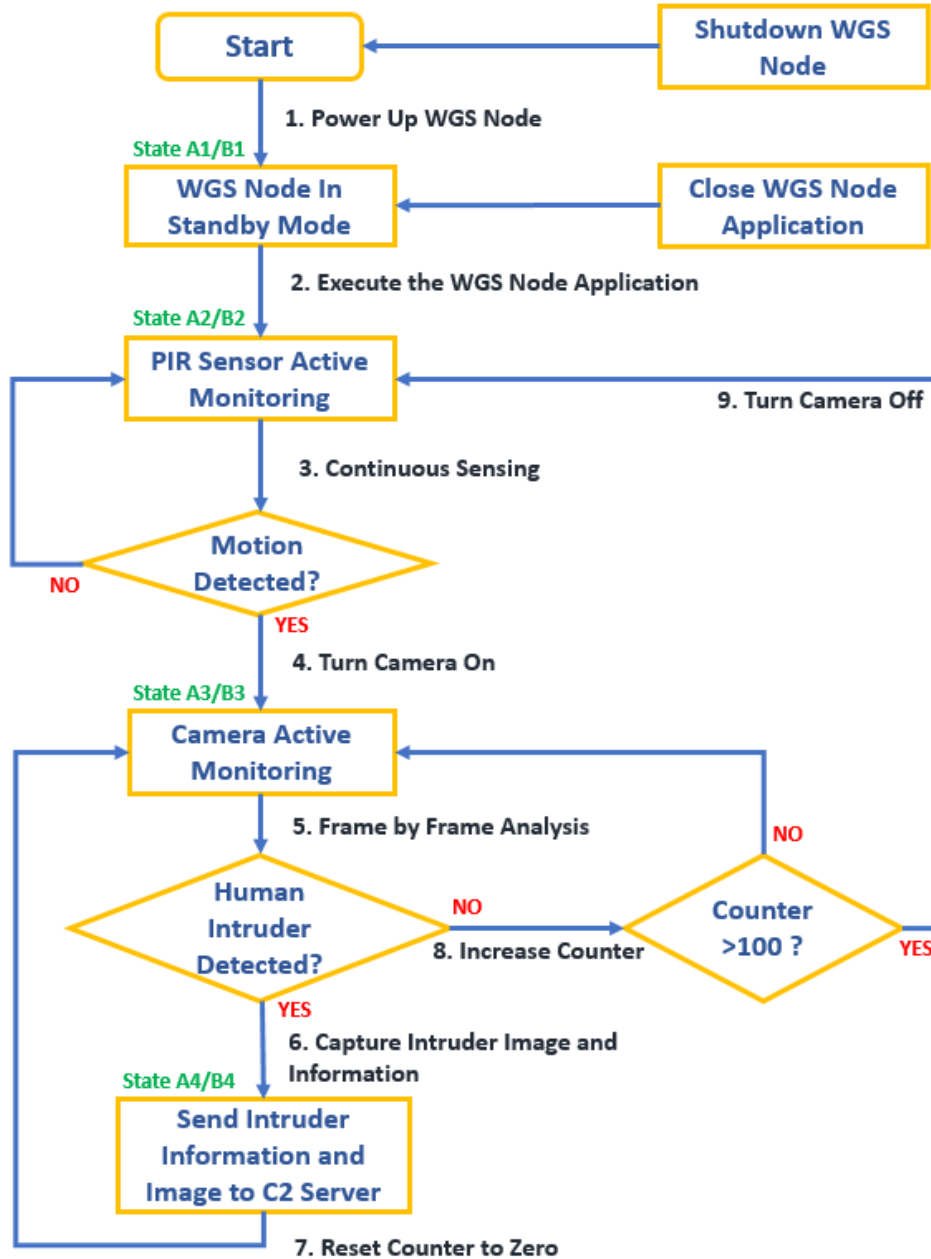 Start
Shutdown WGS
Node
1. Power Up WGS Node
State A1/B1
WGS Node In
Standby Mode
Close WGS Node
Application
2. Execute the WGS Node Application
State A2/B2
PIR Sensor Active
Monitoring
9. Turn Camera Off
3. Continuous Sensing
Motion
Detected?
NO
YES
4. Turn Camera On
State A3/B3
Camera Active
Monitoring
5. Frame by Frame Analysis
NO
Human
Intruder
Detected?
NO
8. Increase Counter
Counter
>100 ?
YES
YES
6. Capture Intruder Image and
Information
State A4/B4
Send Intruder
Information and
Image to C2 Server
7. Reset Counter to Zero